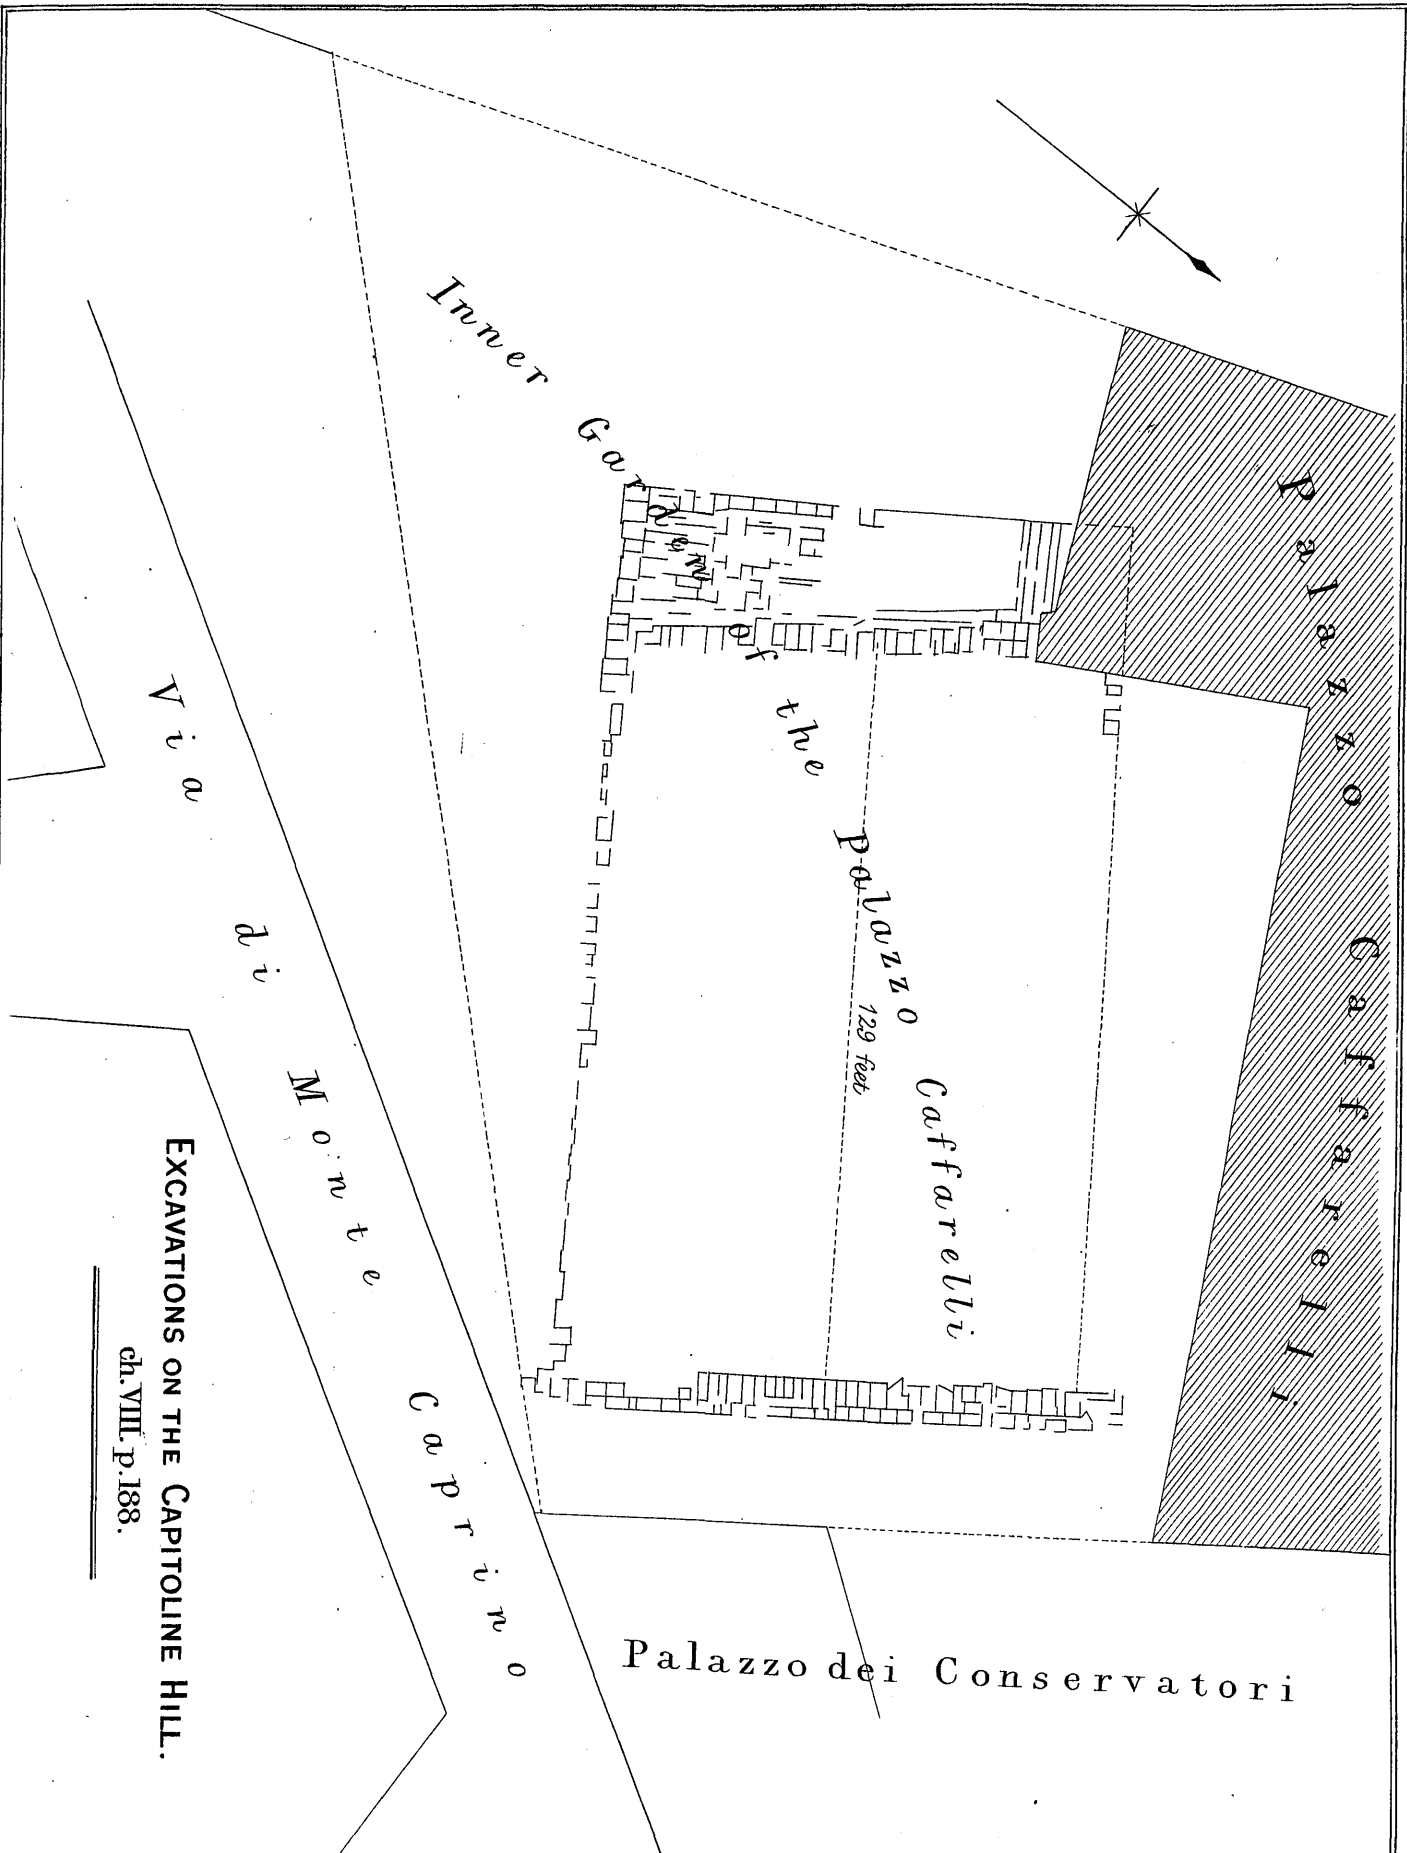 Palazzo Caffarelli
Inner Garden of the Palazzo Caffarelli
129 feet
Via di Monte Caprino
Palazzo dei Conservatori
EXCAVATIONS ON THE CAPITOLINE HILL.
ch. VIII. p. 188.